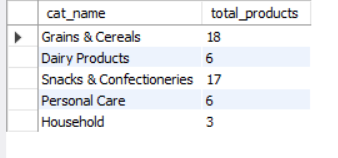 cat_name total_products
Grains & Cereals 18
Dairy Products 6
Snacks & Confectioneries 17
Personal Care 6
Household 3